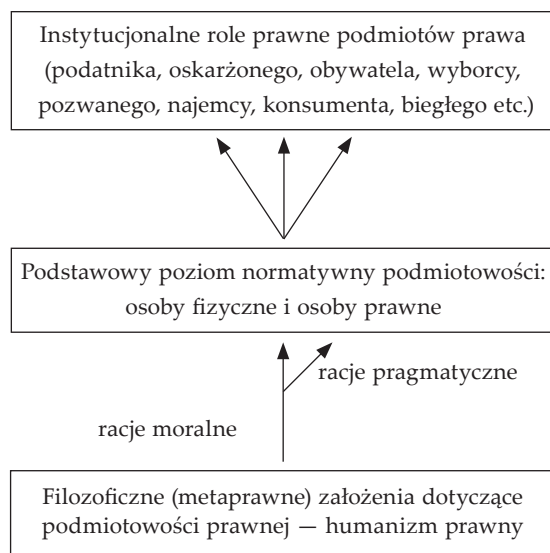 Instytucjonalne role prawne podmiotów prawa
(podatnika, oskarżonego, obywatela, wyborcy,
pozwanego, najemcy, konsumenta, biegłego etc.)
Podstawowy poziom normatywny podmiotowości:
osoby fizyczne i osoby prawne
racje pragmatyczne
racje moralne
Filozoficzne (metaprawne) założenia dotyczące
podmiotowości prawnej — humanizm prawny